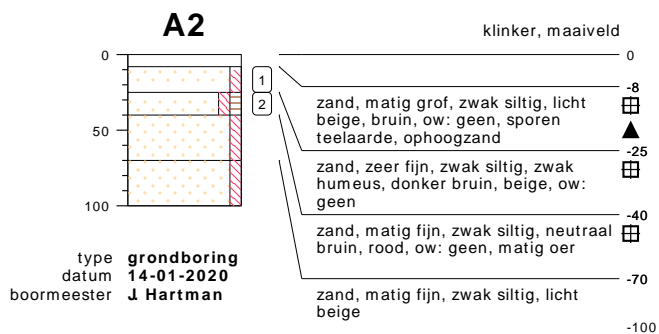 A2
klinker, maaiveld
0
0
-8
1
zand, matig grof, zwak siltig, licht
beige, bruin, ow: geen, sporen
teelaarde, ophoogzand
2
50
-25
zand, zeer fijn, zwak siltig, zwak
humeus, donker bruin, beige, ow:
geen
100
-40
zand, matig fijn, zwak siltig, neutraal
bruin, rood, ow: geen, matig oer
type grondboring
datum 14-01-2020
boormeester J. Hartman
-70
zand, matig fijn, zwak siltig, licht
beige
-100